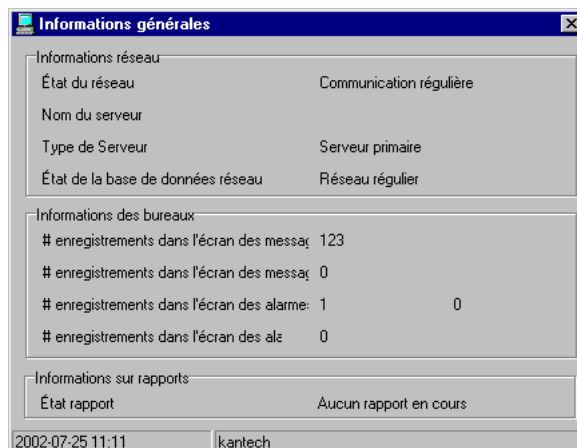 Informations générales
Informations réseau
État du réseau Communication régulière
Nom du serveur
Type de Serveur Serveur primaire
État de la base de données réseau Réseau régulier
Informations des bureaux
# enregistrements dans l'écran des messag 123
# enregistrements dans l'écran des messag 0
# enregistrements dans l'écran des alarme: 1 0
# enregistrements dans l'écran des ala 0
Informations sur rapports
État rapport Aucun rapport en cours
2002-07-25 11:11 kantech